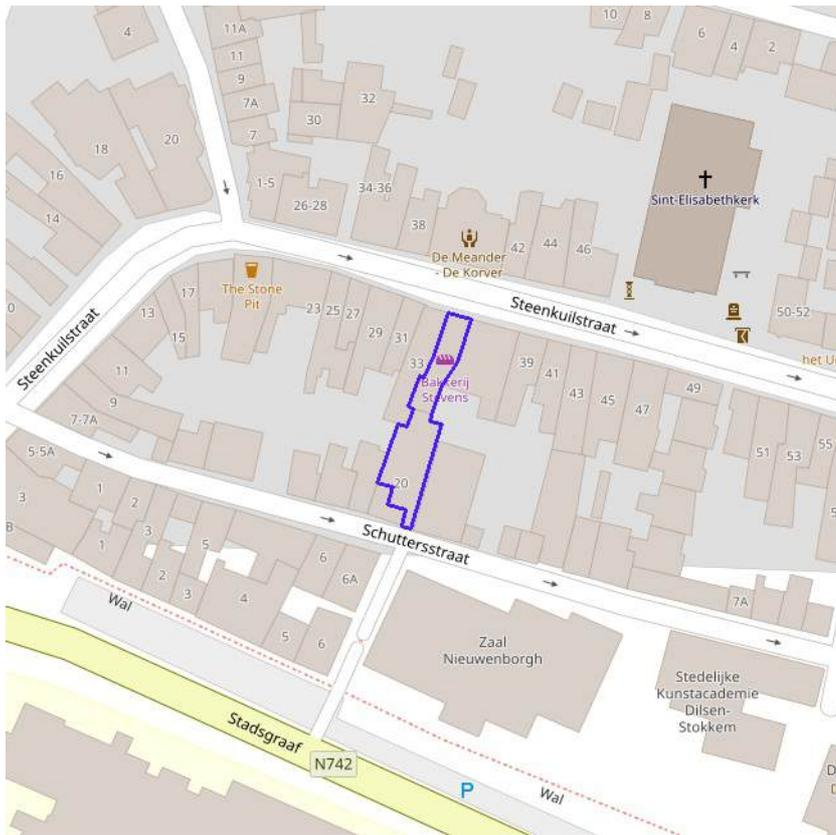 4
11A
11
9
7A
7
10
8
6
4
2
32
30
18
20
16
14
1-5
26-28
34-36
38
Sint-Elisabethkerk
De Meander
- De Korver
42
44
46
The Stone
Pit
Steenkuilstraat
50-52
het U
17
13
15
11
9
7-7A
23
25
27
29
31
33
Bakkerij
Stevens
39
41
43
45
47
49
51
53
55
Steenkuilstraat
20
5-5A
3
B
1
2
3
5
1
2
3
4
5
6
6
6A
Schuttersstraat
7A
Wal
Zaal
Nieuwenborgh
Stedelijke
Kunstacademie
Dilsen-
Stokkem
Stadsgraaf
N742
P
Wal
D